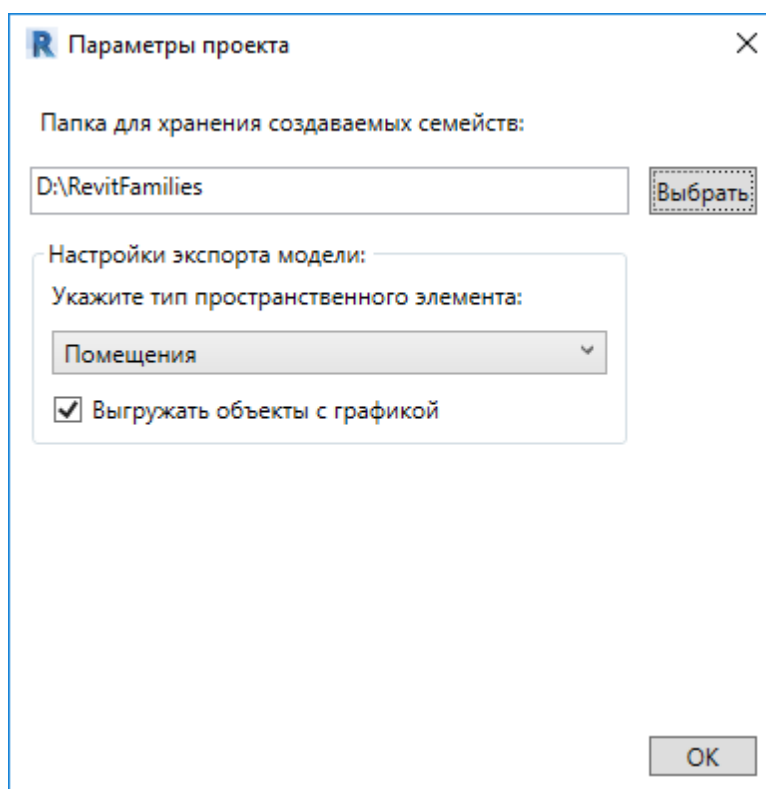 Параметры проекта
Папка для хранения создаваемых семейств:
D:\RevitFamilies
Выбрать
Настройки экспорта модели:
Укажите тип пространственного элемента:
Помещения
Выгружать объекты с графикой
ОК